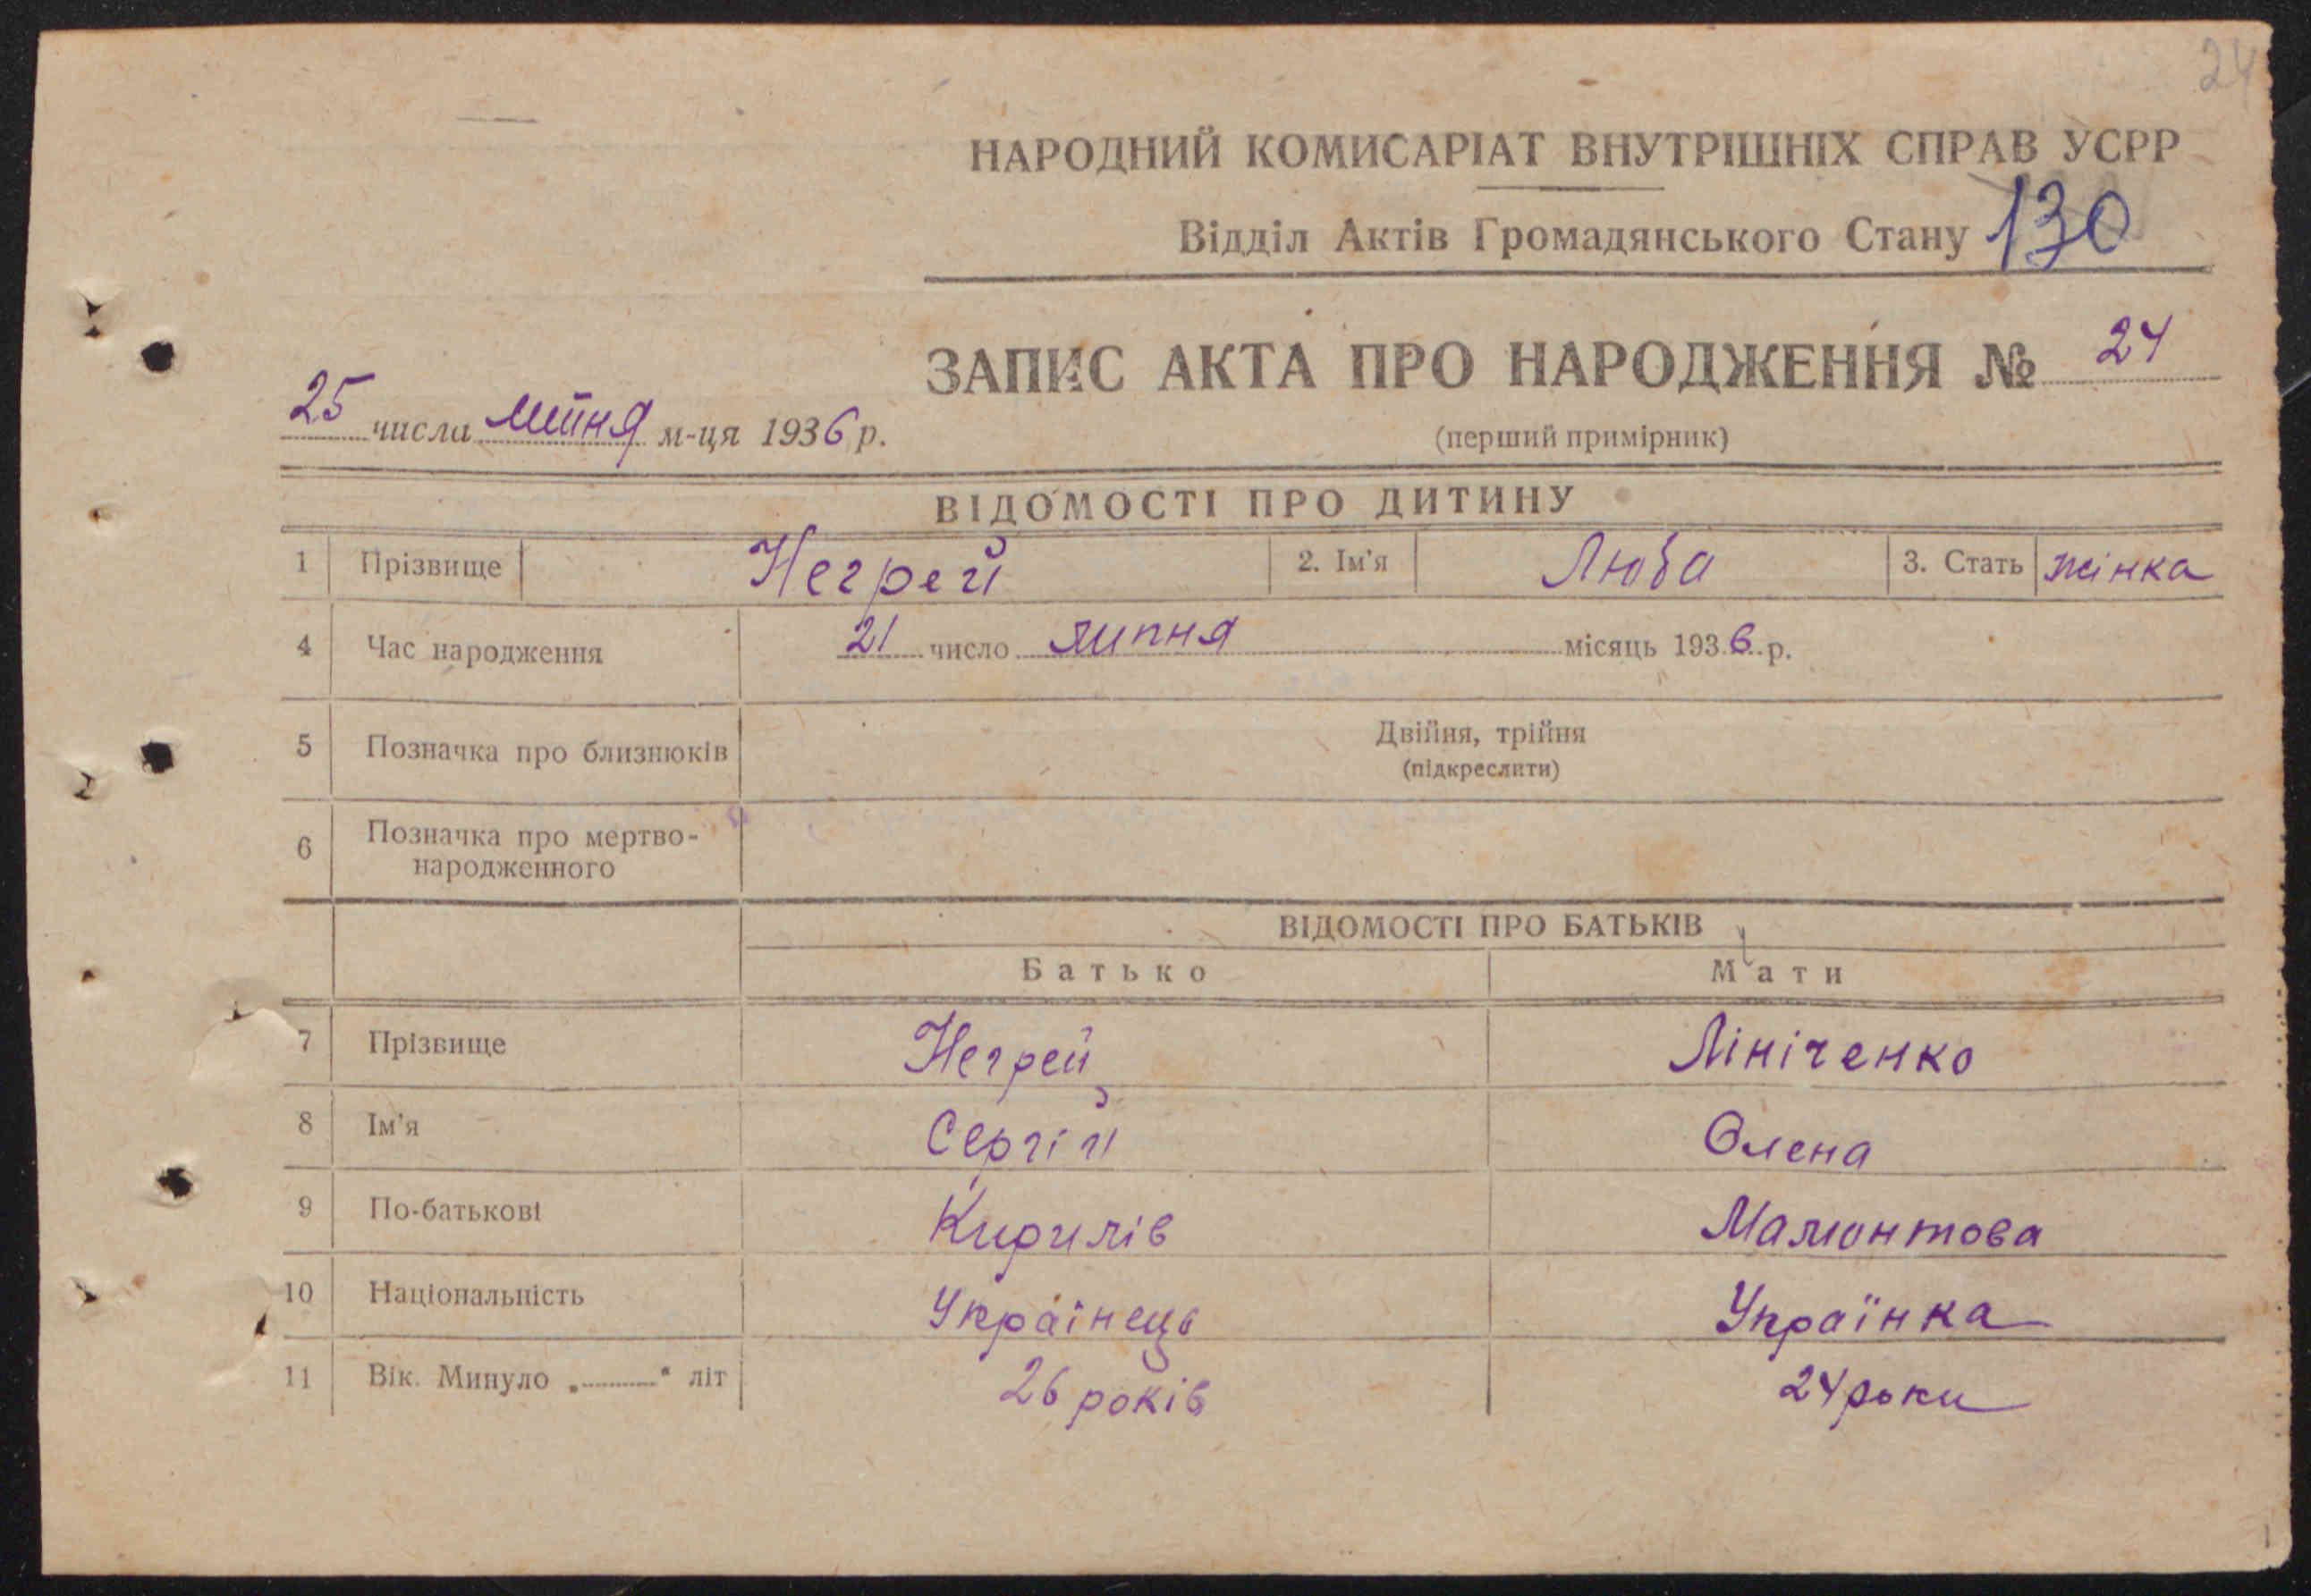 24
НАРОДНИЙ КОМИСАРІАТ ВНУТРІШНІХ СПРАВ УСРР
Відділ Актів Громадянського Стану 130
ЗАПИС АКТА ПРО НАРОДЖЕННЯ № 24
25 числа липня м-ця 1936 р.
(перший примірник)
ВІДОМОСТІ ПРО ДИТИНУ
1 Прізвище Негрей 2. Ім'я Люба 3. Стать жінка
4 Час народження 21 число липня місяць 1936 р.
5 Позначка про близнюків Двійня, трійня
(підкреслити)
6 Позначка про мертво-
народженного
ВІДОМОСТІ ПРО БАТЬКІВ
Батько Мати
7 Прізвище Негрей Лініченко
8 Ім'я Сергій Олена
9 По-батькові Кирилів Мамонтова
10 Національність Українець Українка
11 Вік. Минуло „..........“ літ 26 років 24 роки